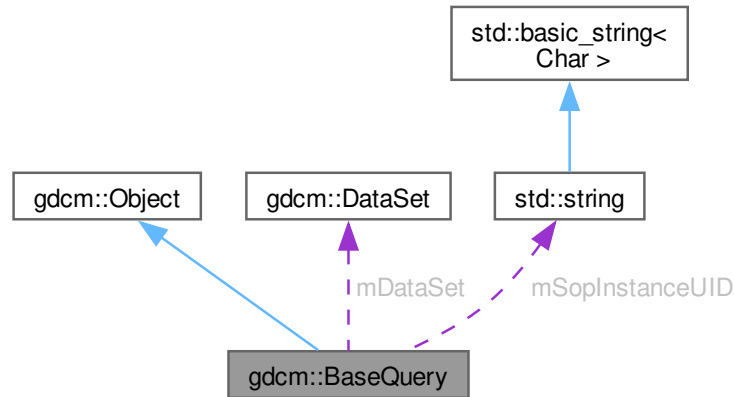 std::basic_string<
Char >
gdcm::Object
gdcm::DataSet
std::string
mDataSet
mSopInstanceUID
gdcm::BaseQuery